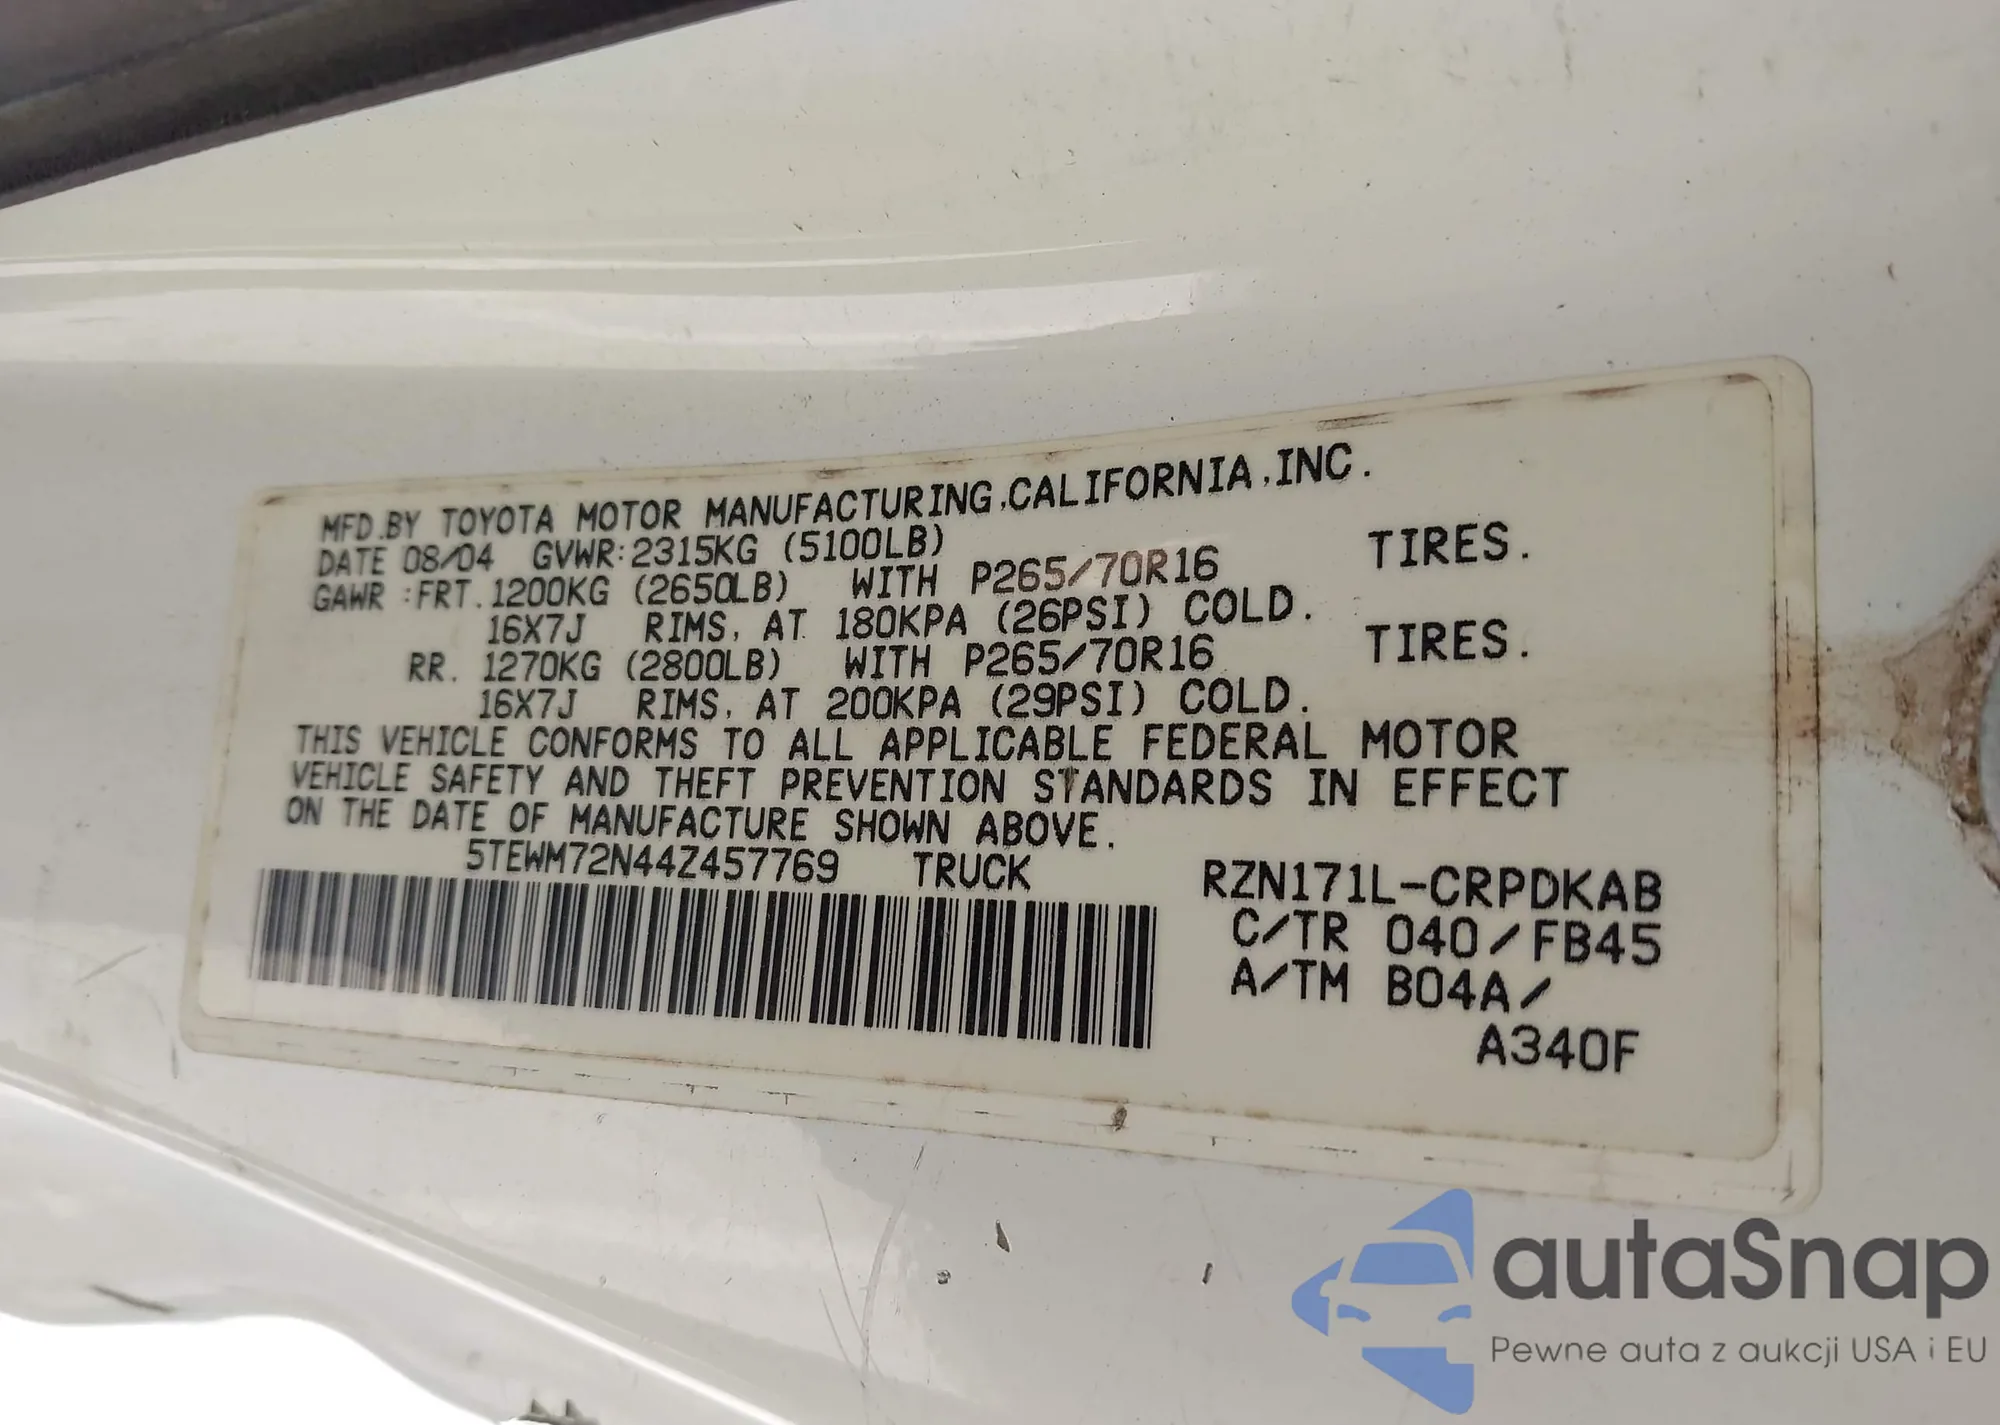 MFD.BY TOYOTA MOTOR MANUFACTURING,CALIFORNIA,INC.
DATE 08/04 GVWR:2315KG (5100LB)
GAWR :FRT.1200KG (2650LB) WITH P265/70R16 TIRES.
16X7J RIMS, AT 180KPA (26PSI) COLD.
RR. 1270KG (2800LB) WITH P265/70R16 TIRES.
16X7J RIMS, AT 200KPA (29PSI) COLD.
THIS VEHICLE CONFORMS TO ALL APPLICABLE FEDERAL MOTOR
VEHICLE SAFETY AND THEFT PREVENTION STANDARDS IN EFFECT
ON THE DATE OF MANUFACTURE SHOWN ABOVE.
5TEWM72N44Z457769 TRUCK RZN171L-CRPDKAB
C/TR 040/FB45
A/TM B04A/
A340F
autaSnap
Pewne auta z aukcji USA i EU